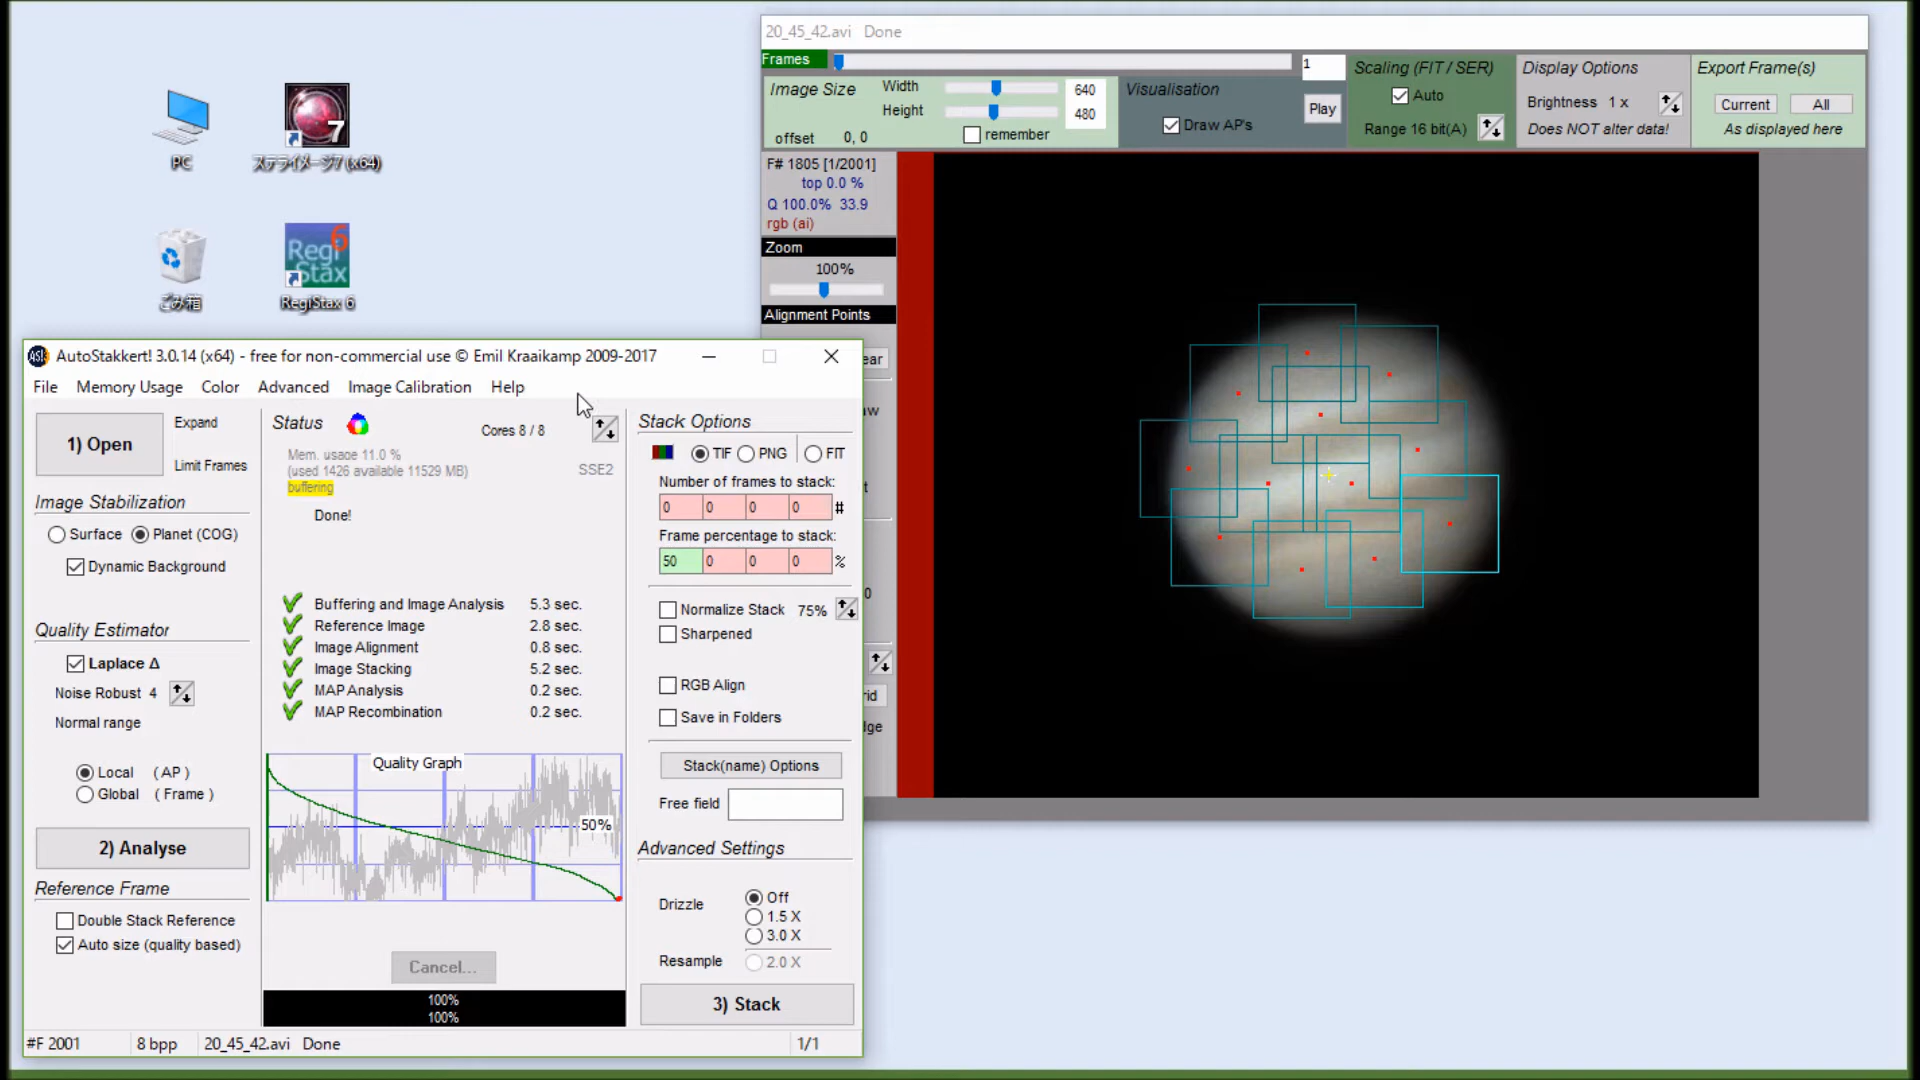 PC
7
ステライメージ7 (x64)
ごみ箱
Regi
6
Stax
RegiStax 6
20_45_42.avi Done
Frames
1
Image Size
Width
640
Height
480
offset 0, 0
remember
Visualisation
Draw AP's
Play
Scaling (FIT / SER)
Auto
Range 16 bit(A)
Display Options
Brightness 1 x
Does NOT alter data!
Export Frame(s)
Current
All
As displayed here
F# 1805 [1/2001]
top 0.0 %
Q 100.0% 33.9
rgb (ai)
Zoom
100%
Alignment Points
ear
aw
t
0
rid
dge
AutoStakkert! 3.0.14 (x64) - free for non-commercial use © Emil Kraaikamp 2009-2017
File Memory Usage Color Advanced Image Calibration Help
1) Open
Expand
Limit Frames
Image Stabilization
Surface Planet (COG)
Dynamic Background
Quality Estimator
Laplace Δ
Noise Robust 4
Normal range
Local (AP)
Global (Frame)
2) Analyse
Reference Frame
Double Stack Reference
Auto size (quality based)
Status
Cores 8 / 8
Mem. usage 11.0 %
(used 1426 available 11529 MB)
SSE2
buffering
Done!
Buffering and Image Analysis 5.3 sec.
Reference Image 2.8 sec.
Image Alignment 0.8 sec.
Image Stacking 5.2 sec.
MAP Analysis 0.2 sec.
MAP Recombination 0.2 sec.
Quality Graph
50%
Cancel...
100%
100%
Stack Options
TIF PNG FIT
Number of frames to stack:
0 0 0 0 #
Frame percentage to stack:
50 0 0 0 %
Normalize Stack 75%
Sharpened
RGB Align
Save in Folders
Stack(name) Options
Free field
Advanced Settings
Drizzle
Off
1.5 X
3.0 X
Resample 2.0 X
3) Stack
#F 2001 8 bpp 20_45_42.avi Done 1/1